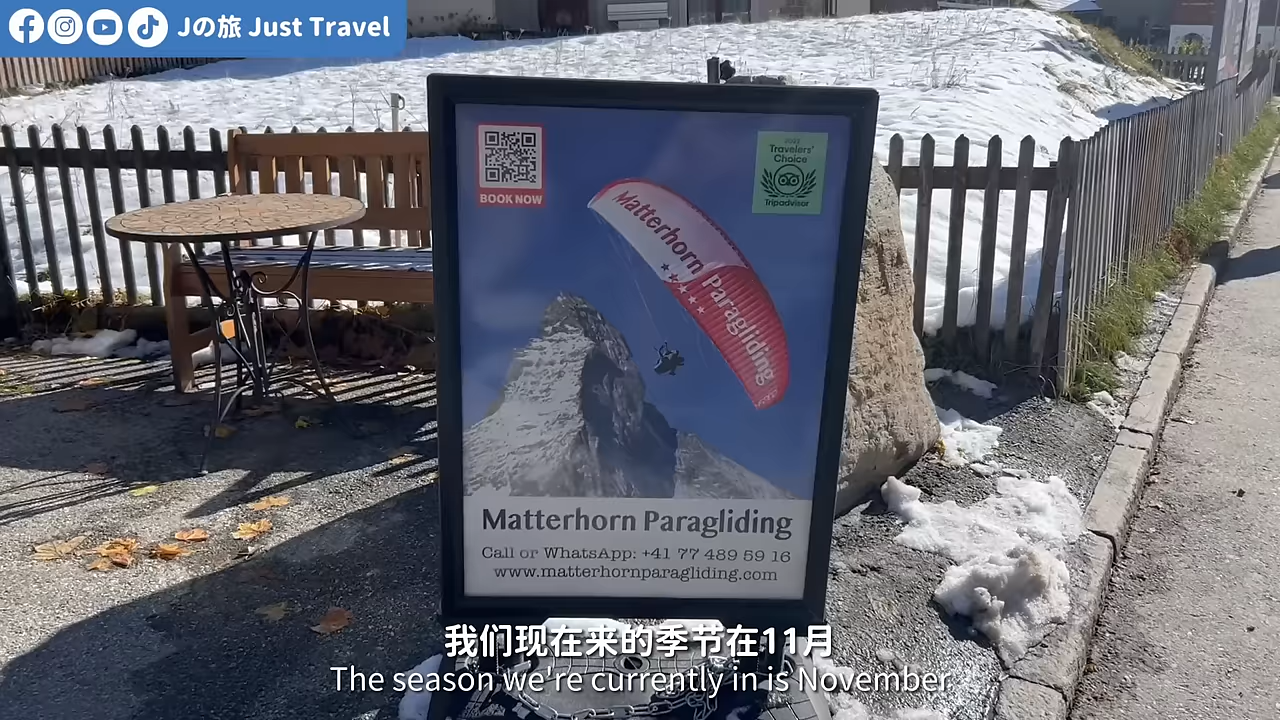 Jの旅 Just Travel
BOOK NOW
Travelers'
Choice
Tripadvisor
Matterhorn Paragliding
Matterhorn Paragliding
Call or WhatsApp: +41 77 489 59 16
www.matterhornparagliding.com
我们现在来的季节在11月
The season we're currently in is November